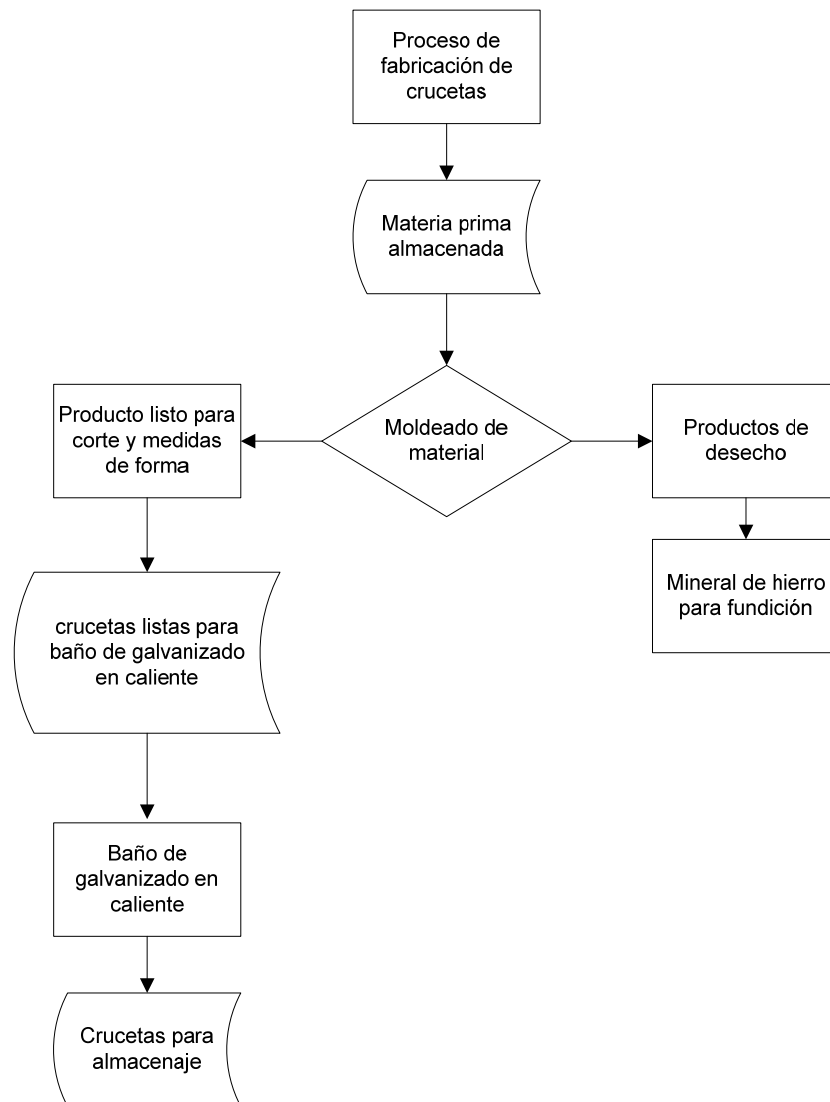 Proceso de
fabricación de
crucetas
Materia prima
almacenada
Moldeado de
material
Producto listo para
corte y medidas
de forma
Productos de
desecho
Mineral de hierro
para fundición
crucetas listas para
baño de galvanizado
en caliente
Baño de
galvanizado en
caliente
Crucetas para
almacenaje